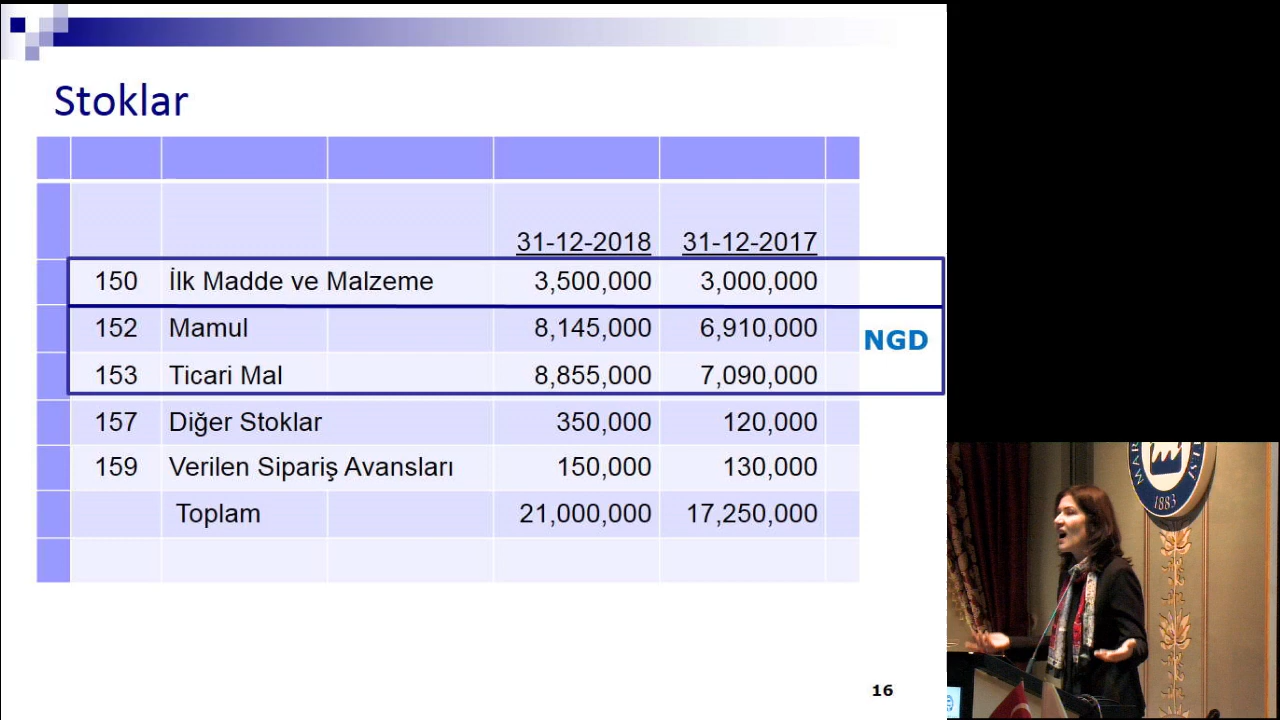 Stoklar
31-12-2018 31-12-2017
150 İlk Madde ve Malzeme 3,500,000 3,000,000
152 Mamul 8,145,000 6,910,000
NGD
153 Ticari Mal 8,855,000 7,090,000
157 Diğer Stoklar 350,000 120,000
159 Verilen Sipariş Avansları 150,000 130,000
Toplam 21,000,000 17,250,000
16
1883